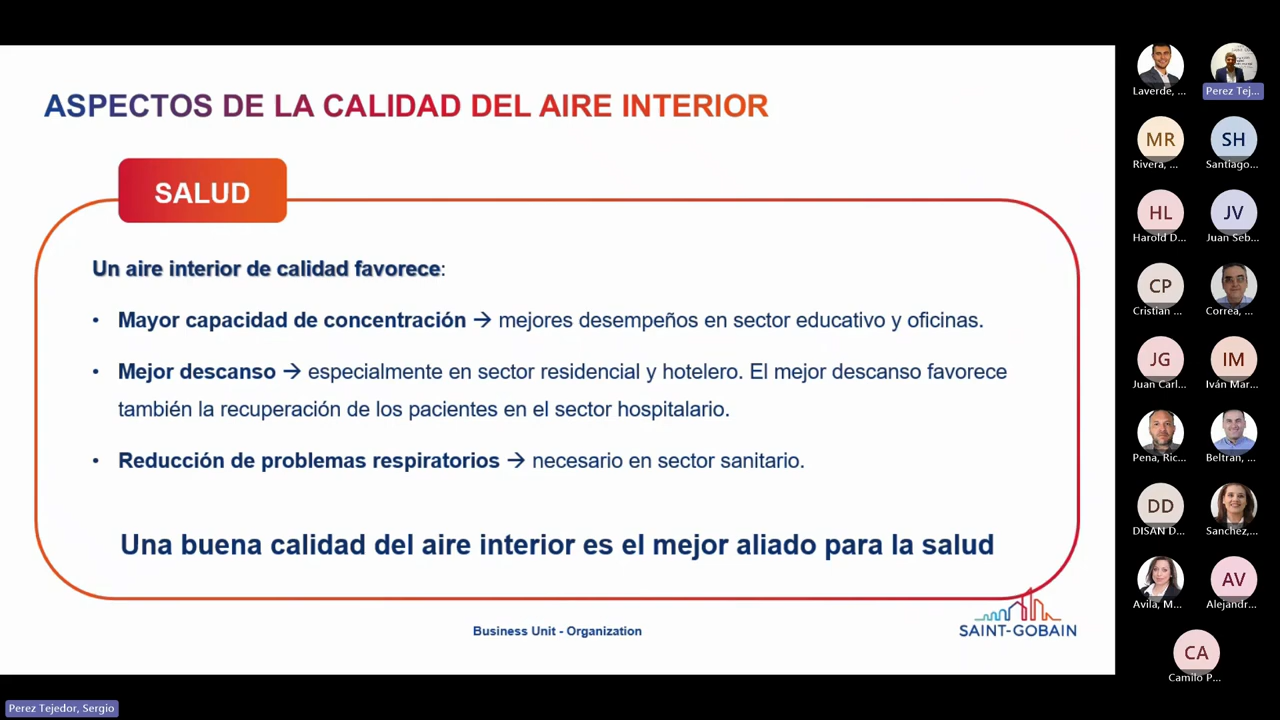 ASPECTOS DE LA CALIDAD DEL AIRE INTERIOR
SALUD
Un aire interior de calidad favorece:
• Mayor capacidad de concentración → mejores desempeños en sector educativo y oficinas.
• Mejor descanso → especialmente en sector residencial y hotelero. El mejor descanso favorece
también la recuperación de los pacientes en el sector hospitalario.
• Reducción de problemas respiratorios → necesario en sector sanitario.
Una buena calidad del aire interior es el mejor aliado para la salud
Business Unit - Organization
SAINT-GOBAIN
Laverde, ...
Perez Tej...
MR
Rivera, ...
SH
Santiago...
HL
Harold D...
JV
Juan Seb...
CP
Cristian ...
Correa, ...
JG
Juan Carl...
IM
Iván Mar...
Pena, Ric...
Beltran, ...
DD
DISAN D...
Sanchez,...
Avila, M...
AV
Alejandr...
CA
Camilo P...
Perez Tejedor, Sergio